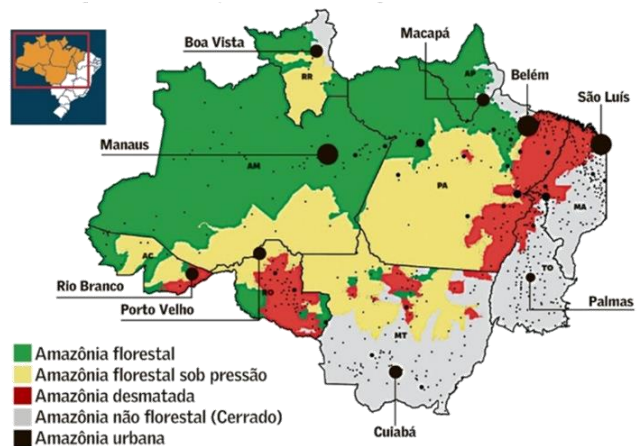 Macapá
Boa Vista
Belém
São Luís
RR
AP
Manaus
AM
PA
MA
AC
TO
Rio Branco
RO
Porto Velho
Palmas
MT
Amazônia florestal
Amazônia florestal sob pressão
Amazônia desmatada
Amazônia não florestal (Cerrado)
Amazônia urbana
Cuiabá